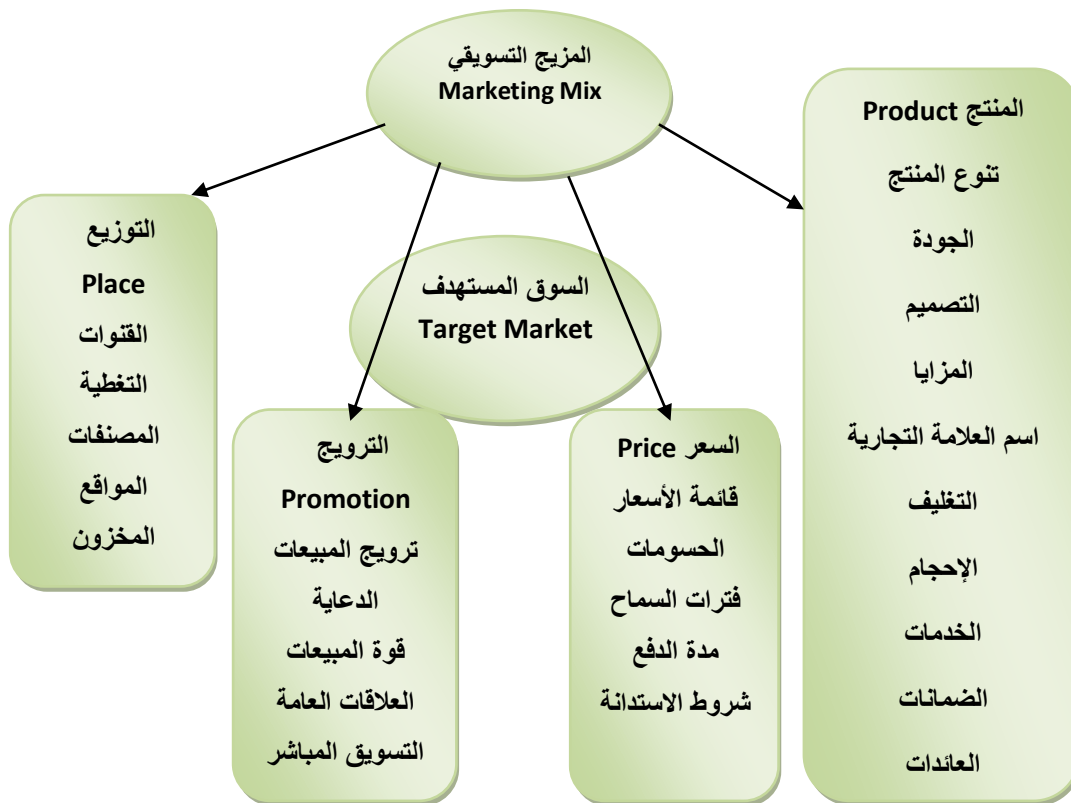 المزيج التسويقي
Marketing Mix
المنتج Product
تنوع المنتج
الجودة
التصميم
المزايا
اسم العلامة التجارية
التغليف
الإحجام
الخدمات
الضمانات
العائدات
السوق المستهدف
Target Market
السعر Price
قائمة الأسعار
الحسومات
فترات السماح
مدة الدفع
شروط الاستدانة
الترويج
Promotion
ترويج المبيعات
الدعاية
قوة المبيعات
العلاقات العامة
التسويق المباشر
التوزيع
Place
القنوات
التغطية
المصنفات
المواقع
المخزون